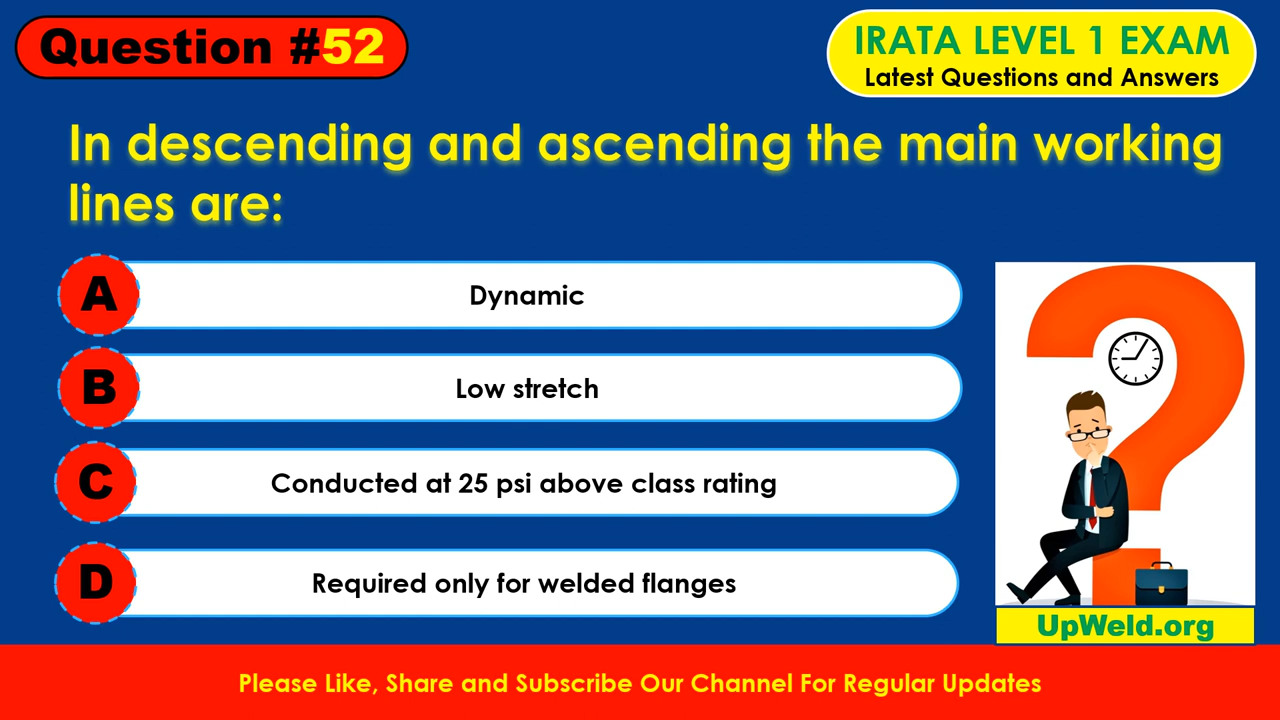 Question #52
IRATA LEVEL 1 EXAM
Latest Questions and Answers
In descending and ascending the main working
lines are:
A
Dynamic
B
Low stretch
C
Conducted at 25 psi above class rating
D
Required only for welded flanges
UpWeld.org
Please Like, Share and Subscribe Our Channel For Regular Updates